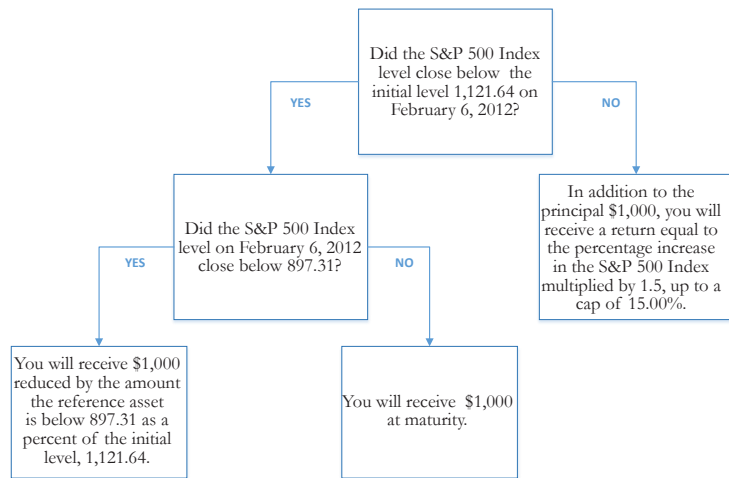 Did the S&P 500 Index
level close below the
initial level 1,121.64 on
February 6, 2012?
YES
NO
Did the S&P 500 Index
level on February 6, 2012
close below 897.31?
In addition to the
principal $1,000, you will
receive a return equal to
the percentage increase
in the S&P 500 Index
multiplied by 1.5, up to a
cap of 15.00%.
YES
NO
You will receive $1,000
reduced by the amount
the reference asset
is below 897.31 as a
percent of the initial
level, 1,121.64.
You will receive $1,000
at maturity.